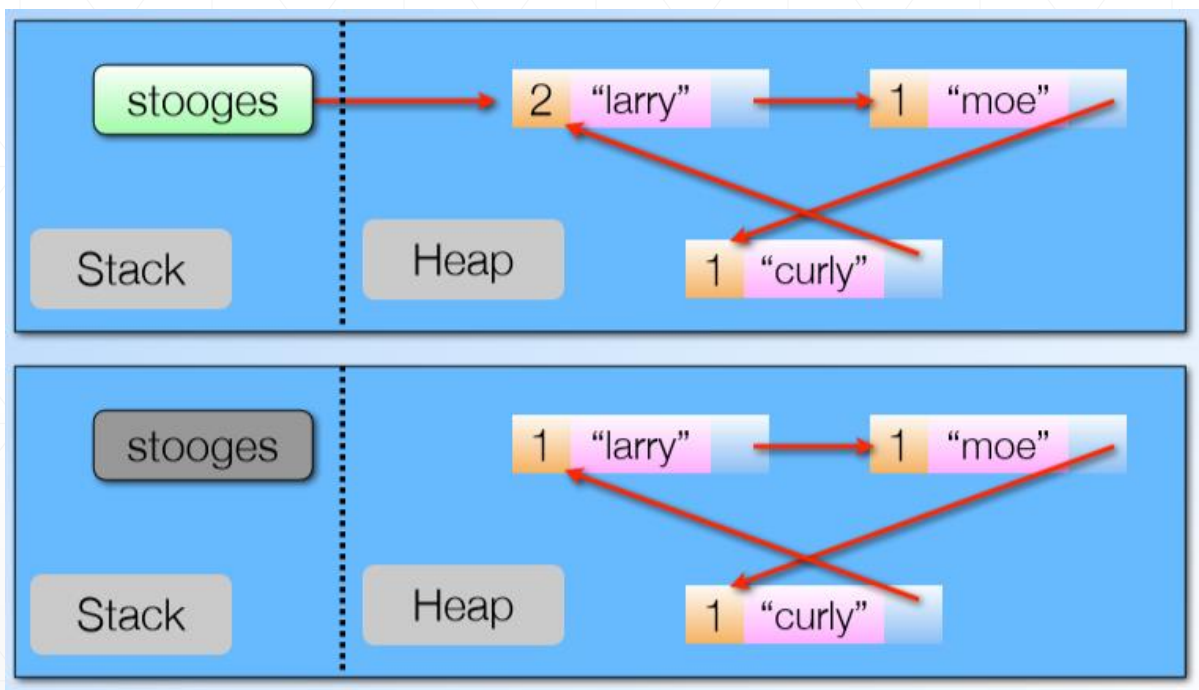 stooges 2 “larry” 1 “moe”
Stack Heap 1 “curly”
stooges 1 “larry” 1 “moe”
Stack Heap 1 “curly”